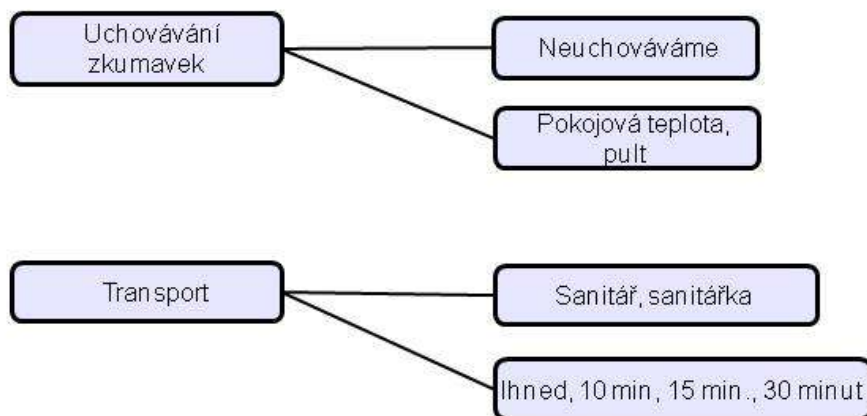 Uchovávání
zkumavek
Neuchováváme
Pokojová teplota,
pult
Transport
Sanitář, sanitářka
Ihned, 10 min, 15 min., 30 minut